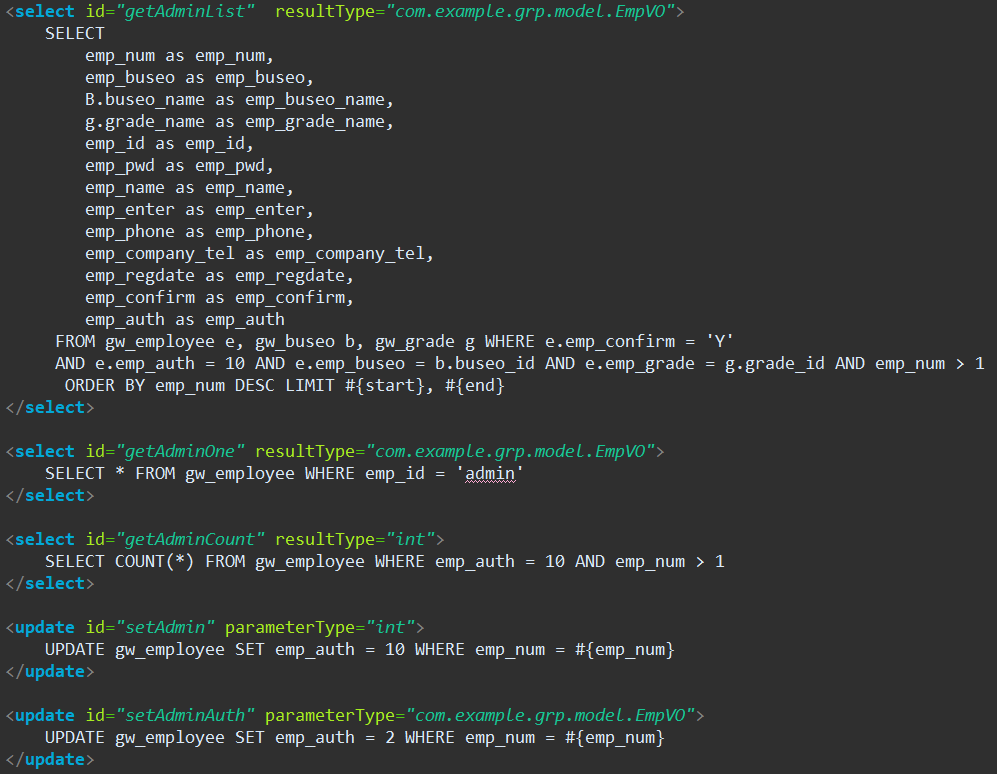 <select id="getAdminList"  resultType="com.example.grp.model.EmpVO">
SELECT
emp_num as emp_num,
emp_buseo as emp_buseo,
B.buseo_name as emp_buseo_name,
g.grade_name as emp_grade_name,
emp_id as emp_id,
emp_pwd as emp_pwd,
emp_name as emp_name,
emp_enter as emp_enter,
emp_phone as emp_phone,
emp_company_tel as emp_company_tel,
emp_regdate as emp_regdate,
emp_confirm as emp_confirm,
emp_auth as emp_auth
FROM gw_employee e, gw_buseo b, gw_grade g WHERE e.emp_confirm = 'Y'
AND e.emp_auth = 10 AND e.emp_buseo = b.buseo_id AND e.emp_grade = g.grade_id AND emp_num > 1
ORDER BY emp_num DESC LIMIT #{start}, #{end}
</select>
<select id="getAdminOne" resultType="com.example.grp.model.EmpVO">
SELECT * FROM gw_employee WHERE emp_id = 'admin'
</select>
<select id="getAdminCount" resultType="int">
SELECT COUNT(*) FROM gw_employee WHERE emp_auth = 10 AND emp_num > 1
</select>
<update id="setAdmin" parameterType="int">
UPDATE gw_employee SET emp_auth = 10 WHERE emp_num = #{emp_num}
</update>
<update id="setAdminAuth" parameterType="com.example.grp.model.EmpVO">
UPDATE gw_employee SET emp_auth = 2 WHERE emp_num = #{emp_num}
</update>